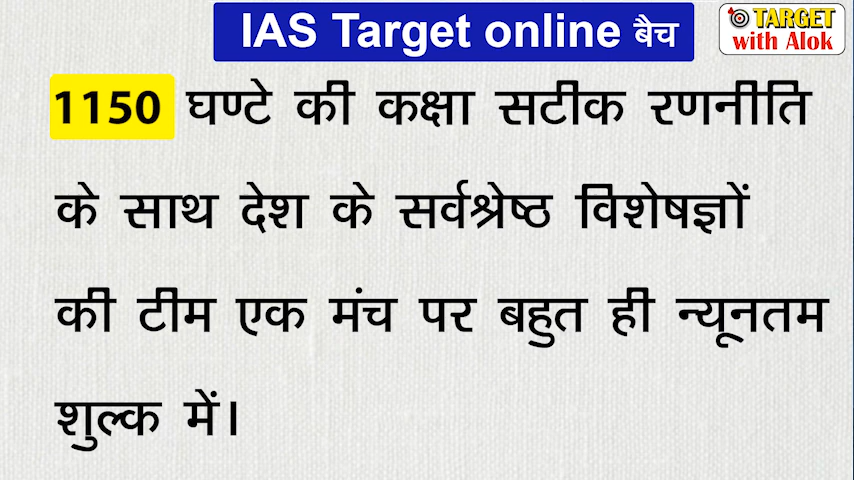 IAS Target online बैच
TARGET
with Alok
1150 घण्टे की कक्षा सटीक रणनीति
के साथ देश के सर्वश्रेष्ठ विशेषज्ञों
की टीम एक मंच पर बहुत ही न्यूनतम
शुल्क में।